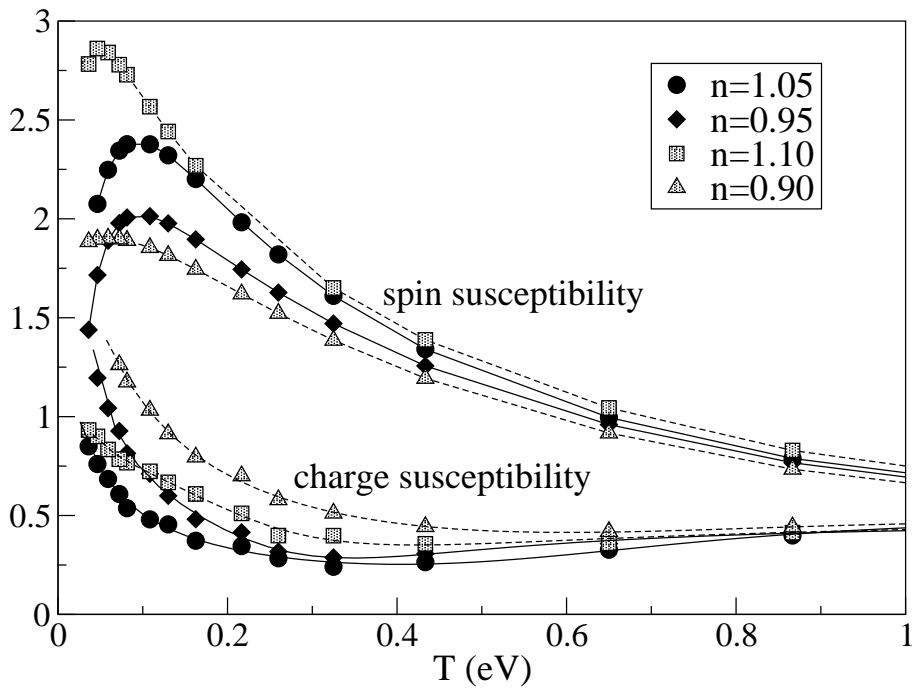 3
2.5
2
1.5
1
0.5
0
n=1.05
n=0.95
n=1.10
n=0.90
spin susceptibility
charge susceptibility
0 0.2 0.4 0.6 0.8 1
T (eV)